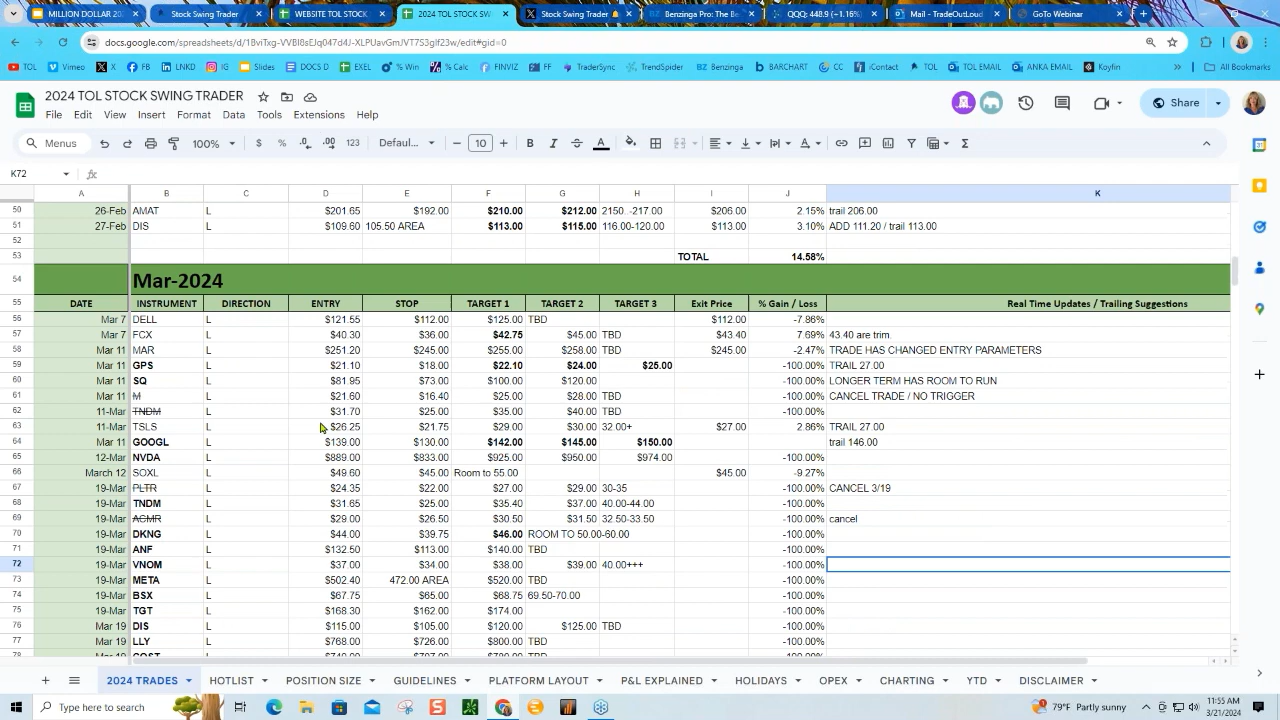 MILLION DOLLAR 202
Stock Swing Trader
WEBSITE TOL STOCK
2024 TOL STOCK SW
Stock Swing Trader
Benzinga Pro: The Be
QQQ: 448.9 (+1.16%)
Mail - TradeOutLoud
GoTo Webinar
docs.google.com/spreadsheets/d/
/edit#gid=0
TOL Vimeo X FB LNKD IG Slides DOCS D EXEL % Win % Calc FINVIZ FF TraderSync TrendSpider Benzinga BARCHART CC iContact TOL TOL EMAIL ANKA EMAIL Koyfin » All Bookmarks
2024 TOL STOCK SWING TRADER
File Edit View Insert Format Data Tools Extensions Help
Share
Menus 100% $ % .0 .00 123 Defaul... 10 B I A
K72 fx
A B C D E F G H I J K
50 26-Feb AMAT L $201.65 $192.00 $210.00 $212.00 2150. -217.00 $206.00 2.15% trail 206.00
51 27-Feb DIS L $109.60 105.50 AREA $113.00 $115.00 116.00-120.00 $113.00 3.10% ADD 111.20 / trail 113.00
52
53 TOTAL 14.58%
54 Mar-2024
55 DATE INSTRUMENT DIRECTION ENTRY STOP TARGET 1 TARGET 2 TARGET 3 Exit Price % Gain / Loss Real Time Updates / Trailing Suggestions
56 Mar 7 DELL L $121.55 $112.00 $125.00 TBD $112.00 -7.86%
57 Mar 7 FCX L $40.30 $36.00 $42.75 $45.00 TBD $43.40 7.69% 43.40 are trim.
58 Mar 11 MAR L $251.20 $245.00 $255.00 $258.00 TBD $245.00 -2.47% TRADE HAS CHANGED ENTRY PARAMETERS
59 Mar 11 GPS L $21.10 $18.00 $22.10 $24.00 $25.00 -100.00% TRAIL 27.00
60 Mar 11 SQ L $81.95 $73.00 $100.00 $120.00 -100.00% LONGER TERM HAS ROOM TO RUN
61 Mar 11 M L $21.60 $16.40 $25.00 $28.00 TBD -100.00% CANCEL TRADE / NO TRIGGER
62 11-Mar TNDM L $31.70 $25.00 $35.00 $40.00 TBD -100.00%
63 11-Mar TSLS L $26.25 $21.75 $29.00 $30.00 32.00+ $27.00 2.86% TRAIL 27.00
64 Mar 11 GOOGL L $139.00 $130.00 $142.00 $145.00 $150.00 trail 146.00
65 12-Mar NVDA L $889.00 $833.00 $925.00 $950.00 $974.00 -100.00%
66 March 12 SOXL L $49.60 $45.00 Room to 55.00 $45.00 -9.27%
67 19-Mar PLTR L $24.35 $22.00 $27.00 $29.00 30-35 -100.00% CANCEL 3/19
68 19-Mar TNDM L $31.65 $25.00 $35.40 $37.00 40.00-44.00 -100.00%
69 19-Mar ACMR L $29.00 $26.50 $30.50 $31.50 32.50-33.50 -100.00% cancel
70 19-Mar DKNG L $44.00 $39.75 $46.00 ROOM TO 50.00-60.00 -100.00%
71 19-Mar ANF L $132.50 $113.00 $140.00 TBD -100.00%
72 19-Mar VNOM L $37.00 $34.00 $38.00 $39.00 40.00+++ -100.00%
73 19-Mar META L $502.40 472.00 AREA $520.00 TBD -100.00%
74 19-Mar BSX L $67.75 $65.00 $68.75 69.50-70.00 -100.00%
75 19-Mar TGT L $168.30 $162.00 $174.00 -100.00%
76 Mar 19 DIS L $115.00 $105.00 $120.00 $125.00 TBD -100.00%
77 Mar 19 LLY L $768.00 $726.00 $800.00 TBD -100.00%
2024 TRADES HOTLIST POSITION SIZE GUIDELINES PLATFORM LAYOUT P&L EXPLAINED HOLIDAYS OPEX CHARTING YTD DISCLAIMER
Type here to search
79°F Partly sunny
11:55 AM
3/21/2024